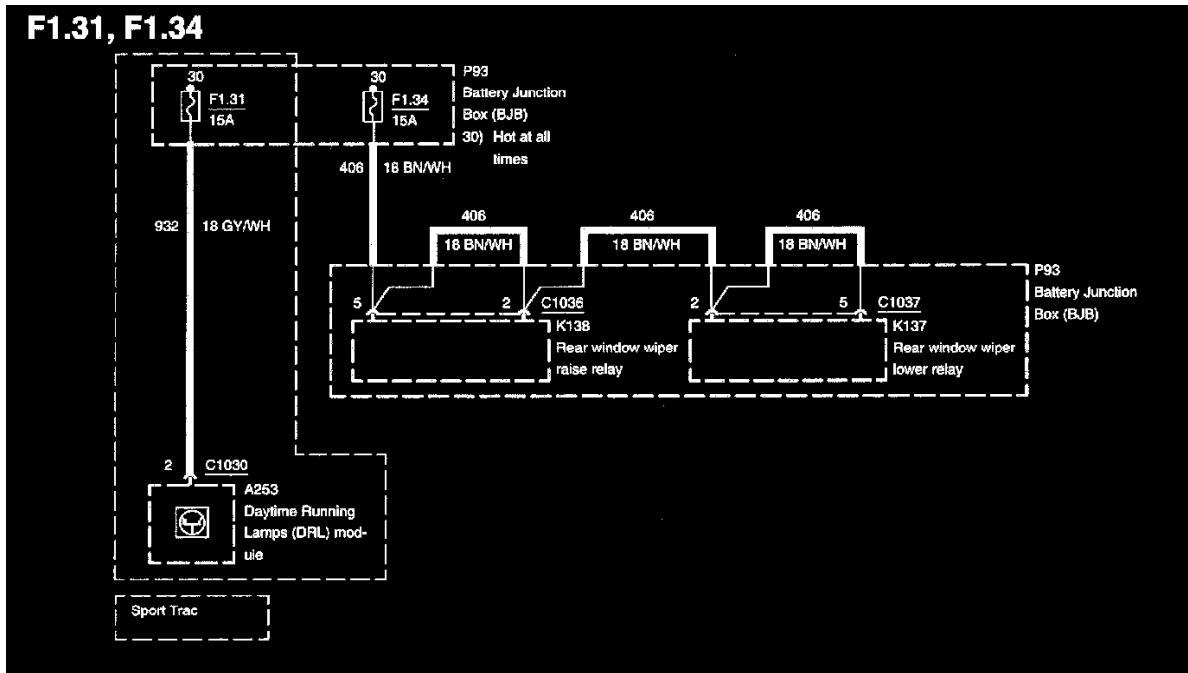 F1.31, F1.34
30
F1.31
15A
30
F1.34
15A
P93
Battery Junction
Box (BJB)
30) Hot at all
times
406 18 BN/WH
932 18 GY/WH
406
18 BN/WH
406
18 BN/WH
406
18 BN/WH
P93
Battery Junction
Box (BJB)
5
2
C1036
K138
Rear window wiper
raise relay
2
5
C1037
K137
Rear window wiper
lower relay
2
C1030
A253
Daytime Running
Lamps (DRL) mod-
ule
Sport Trac